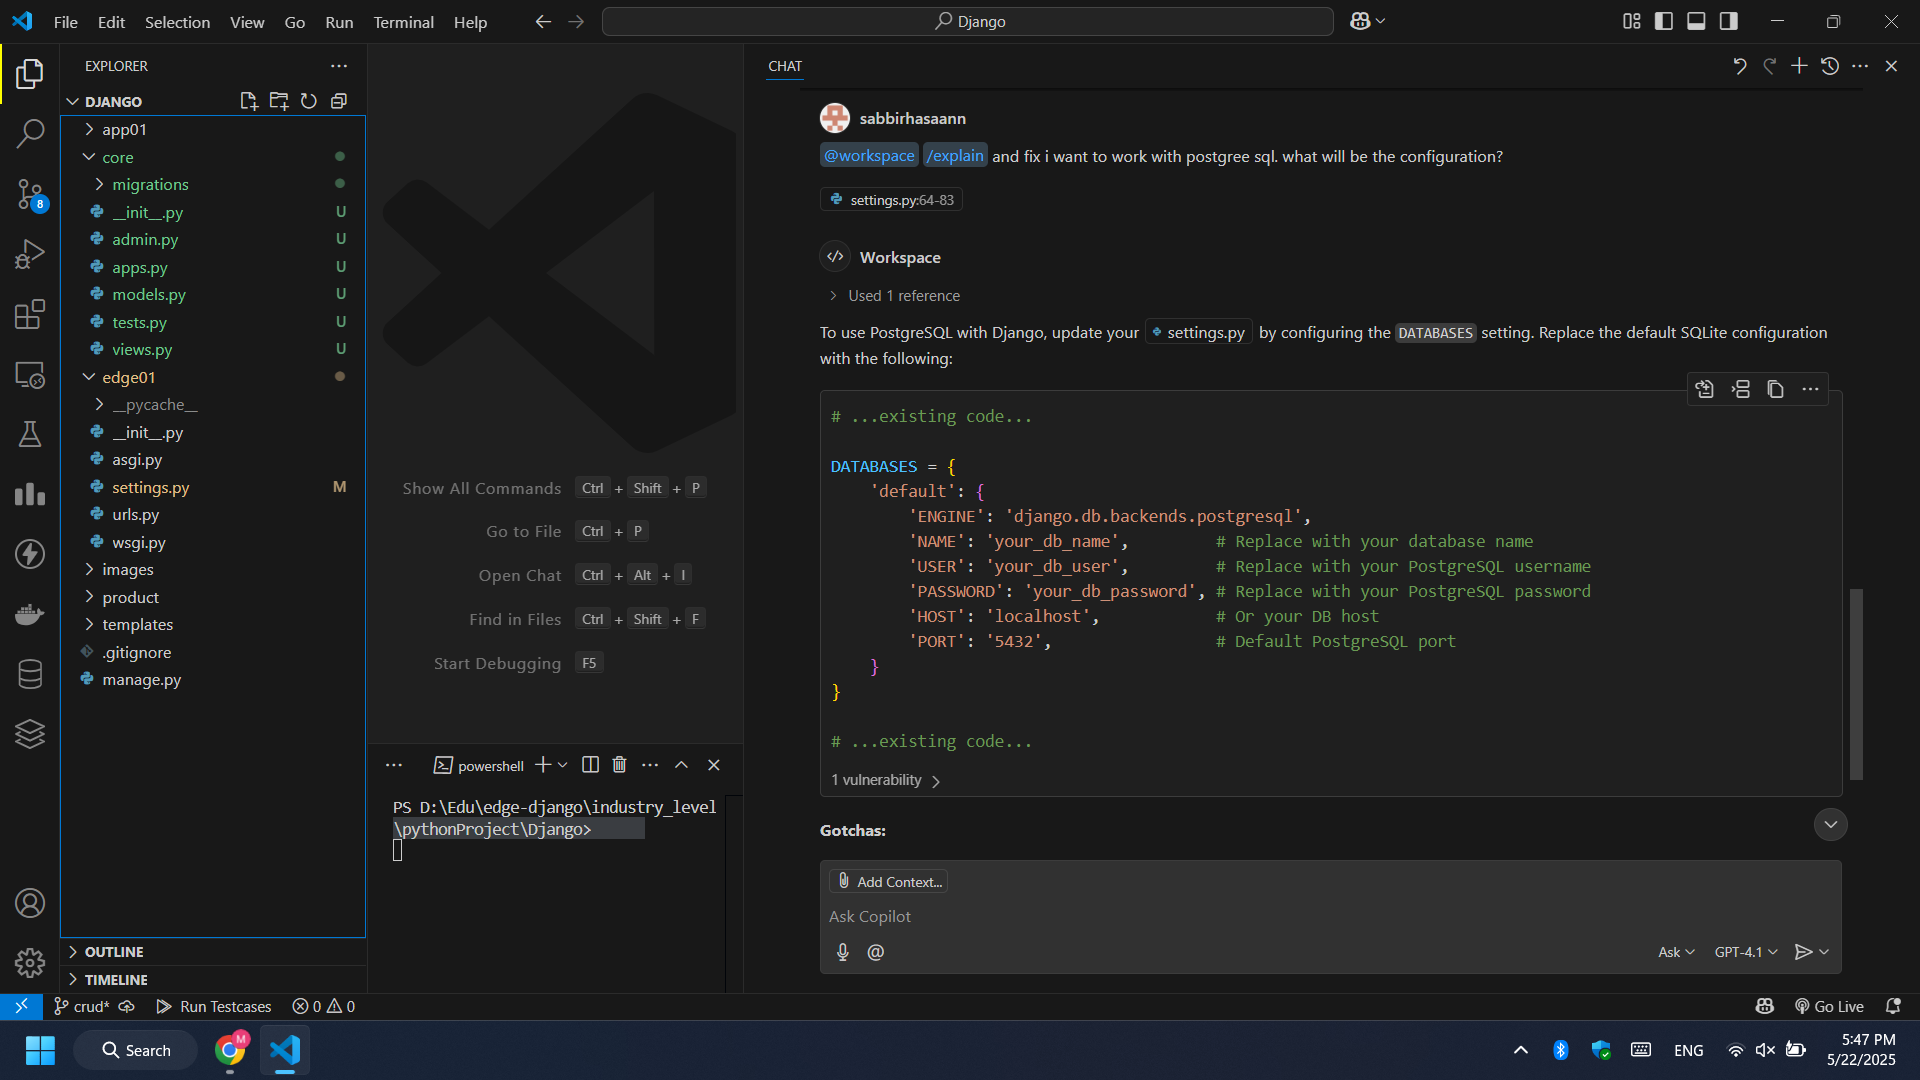 File Edit Selection View Go Run Terminal Help
Django
EXPLORER
DJANGO
app01
core
migrations
__init__.py U
admin.py U
apps.py U
models.py U
tests.py U
views.py U
edge01
__pycache__
__init__.py
asgi.py
settings.py M
urls.py
wsgi.py
images
product
templates
.gitignore
manage.py
OUTLINE
TIMELINE
8
Show All Commands Ctrl + Shift + P
Go to File Ctrl + P
Open Chat Ctrl + Alt + I
Find in Files Ctrl + Shift + F
Start Debugging F5
powershell
PS D:\Edu\edge-django\industry_level
\pythonProject\Django>
CHAT
sabbirhasaann
@workspace /explain and fix i want to work with postgree sql. what will be the configuration?
settings.py:64-83
Workspace
Used 1 reference
To use PostgreSQL with Django, update your settings.py by configuring the DATABASES setting. Replace the default SQLite configuration
with the following:
# ...existing code...
DATABASES = {
'default': {
'ENGINE': 'django.db.backends.postgresql',
'NAME': 'your_db_name', # Replace with your database name
'USER': 'your_db_user', # Replace with your PostgreSQL username
'PASSWORD': 'your_db_password', # Replace with your PostgreSQL password
'HOST': 'localhost', # Or your DB host
'PORT': '5432', # Default PostgreSQL port
}
}
# ...existing code...
1 vulnerability
Gotchas:
Add Context...
Ask Copilot
@
Ask GPT-4.1
crud* Run Testcases 0 0
Go Live
Search
M
ENG
5:47 PM
5/22/2025